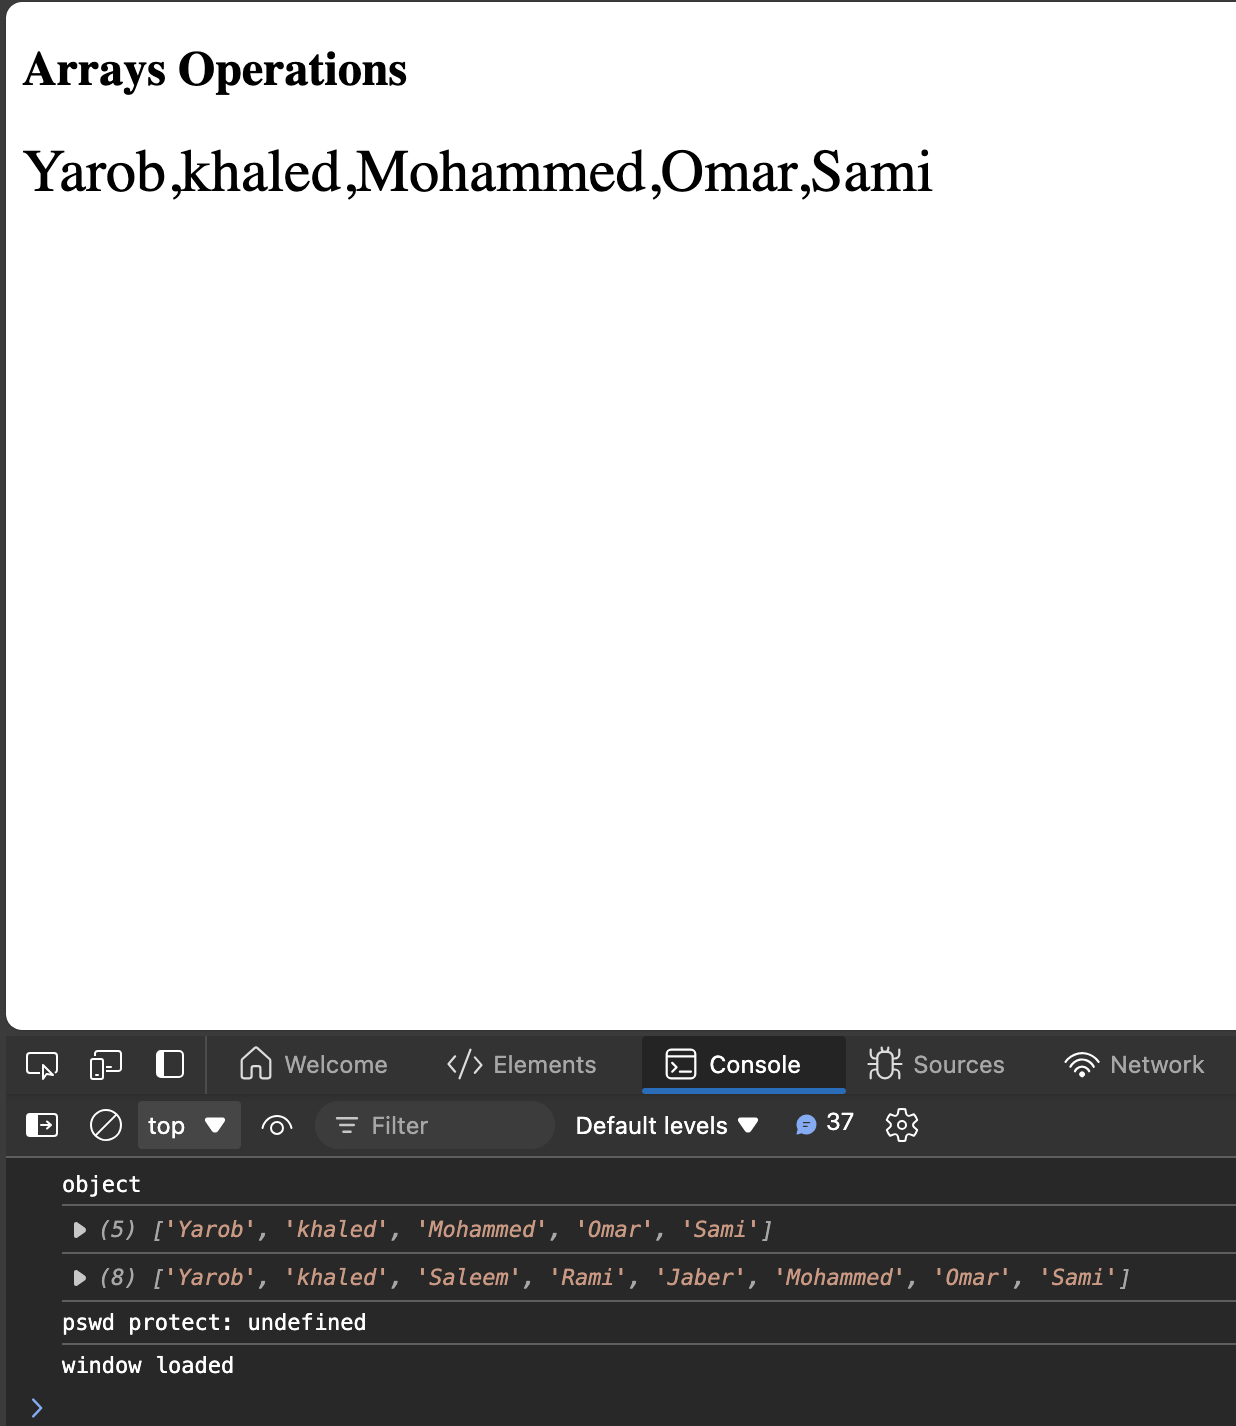 Arrays Operations
Yarob,khaled,Mohammed,Omar,Sami
Welcome </> Elements Console Sources Network
top Filter Default levels 37
object
(5) ['Yarob', 'khaled', 'Mohammed', 'Omar', 'Sami']
(8) ['Yarob', 'khaled', 'Saleem', 'Rami', 'Jaber', 'Mohammed', 'Omar', 'Sami']
pswd protect: undefined
window loaded